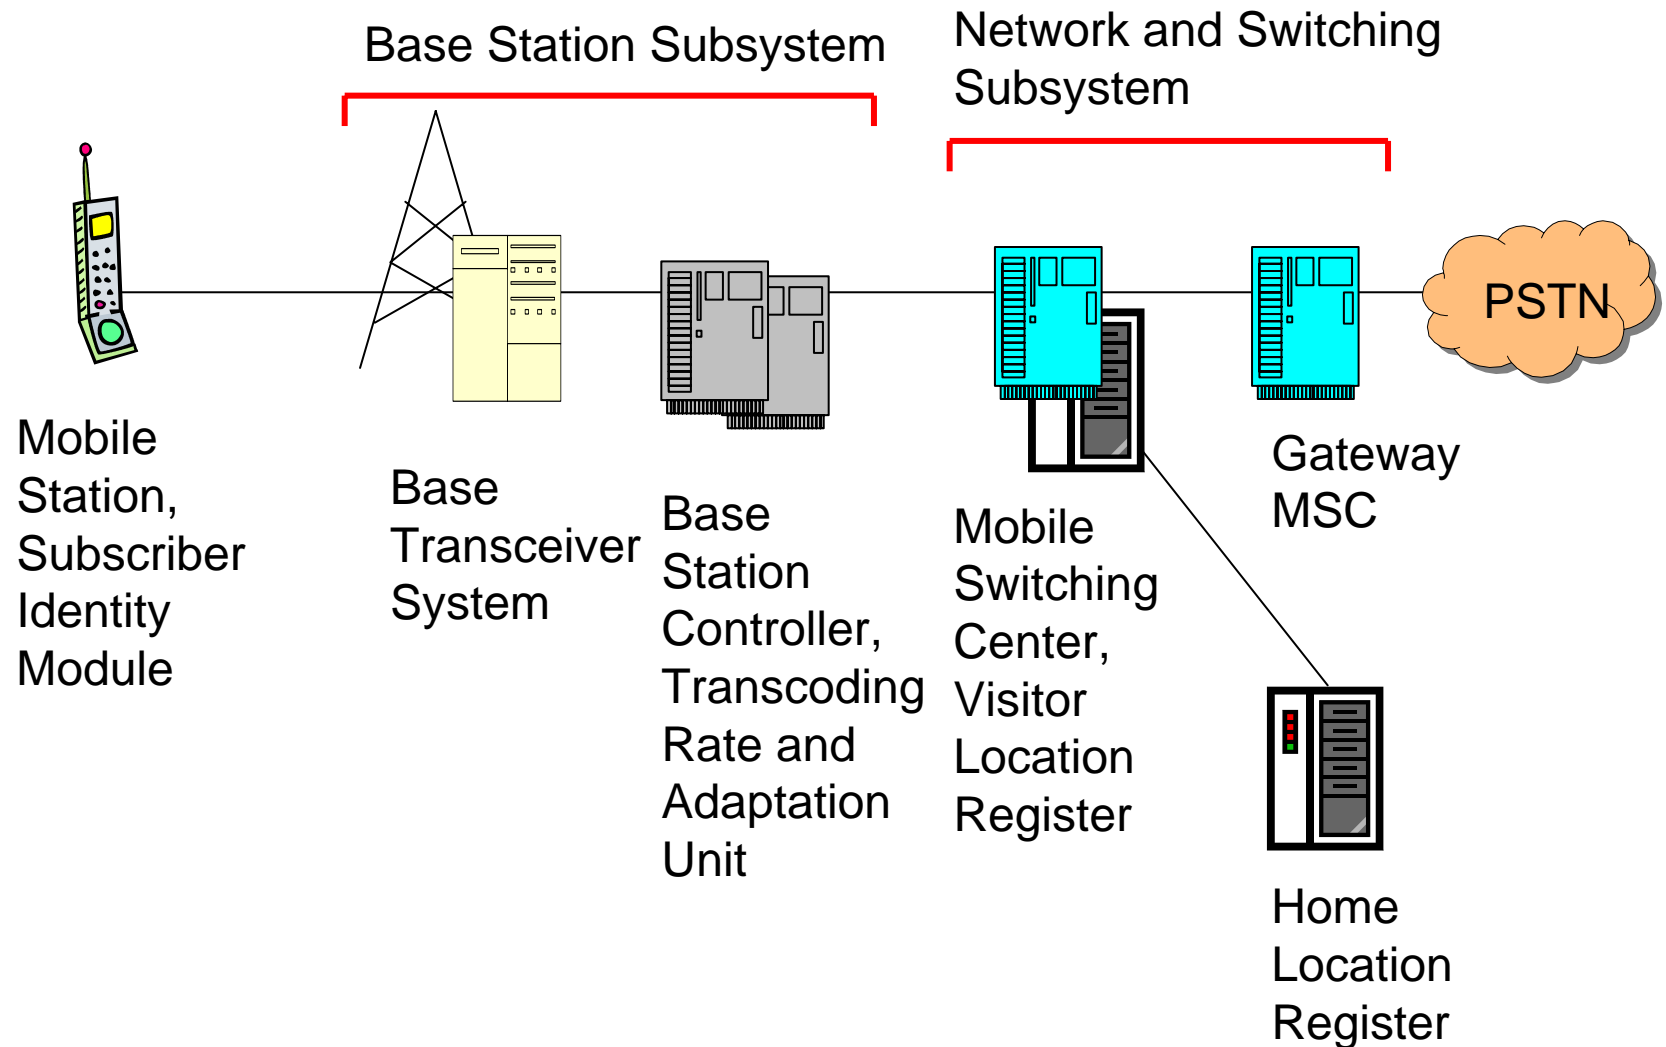 Base Station Subsystem
Network and Switching
Subsystem
PSTN
Mobile
Station,
Subscriber
Identity
Module
Base
Transceiver
System
Base
Station
Controller,
Transcoding
Rate and
Adaptation
Unit
Mobile
Switching
Center,
Visitor
Location
Register
Gateway
MSC
Home
Location
Register